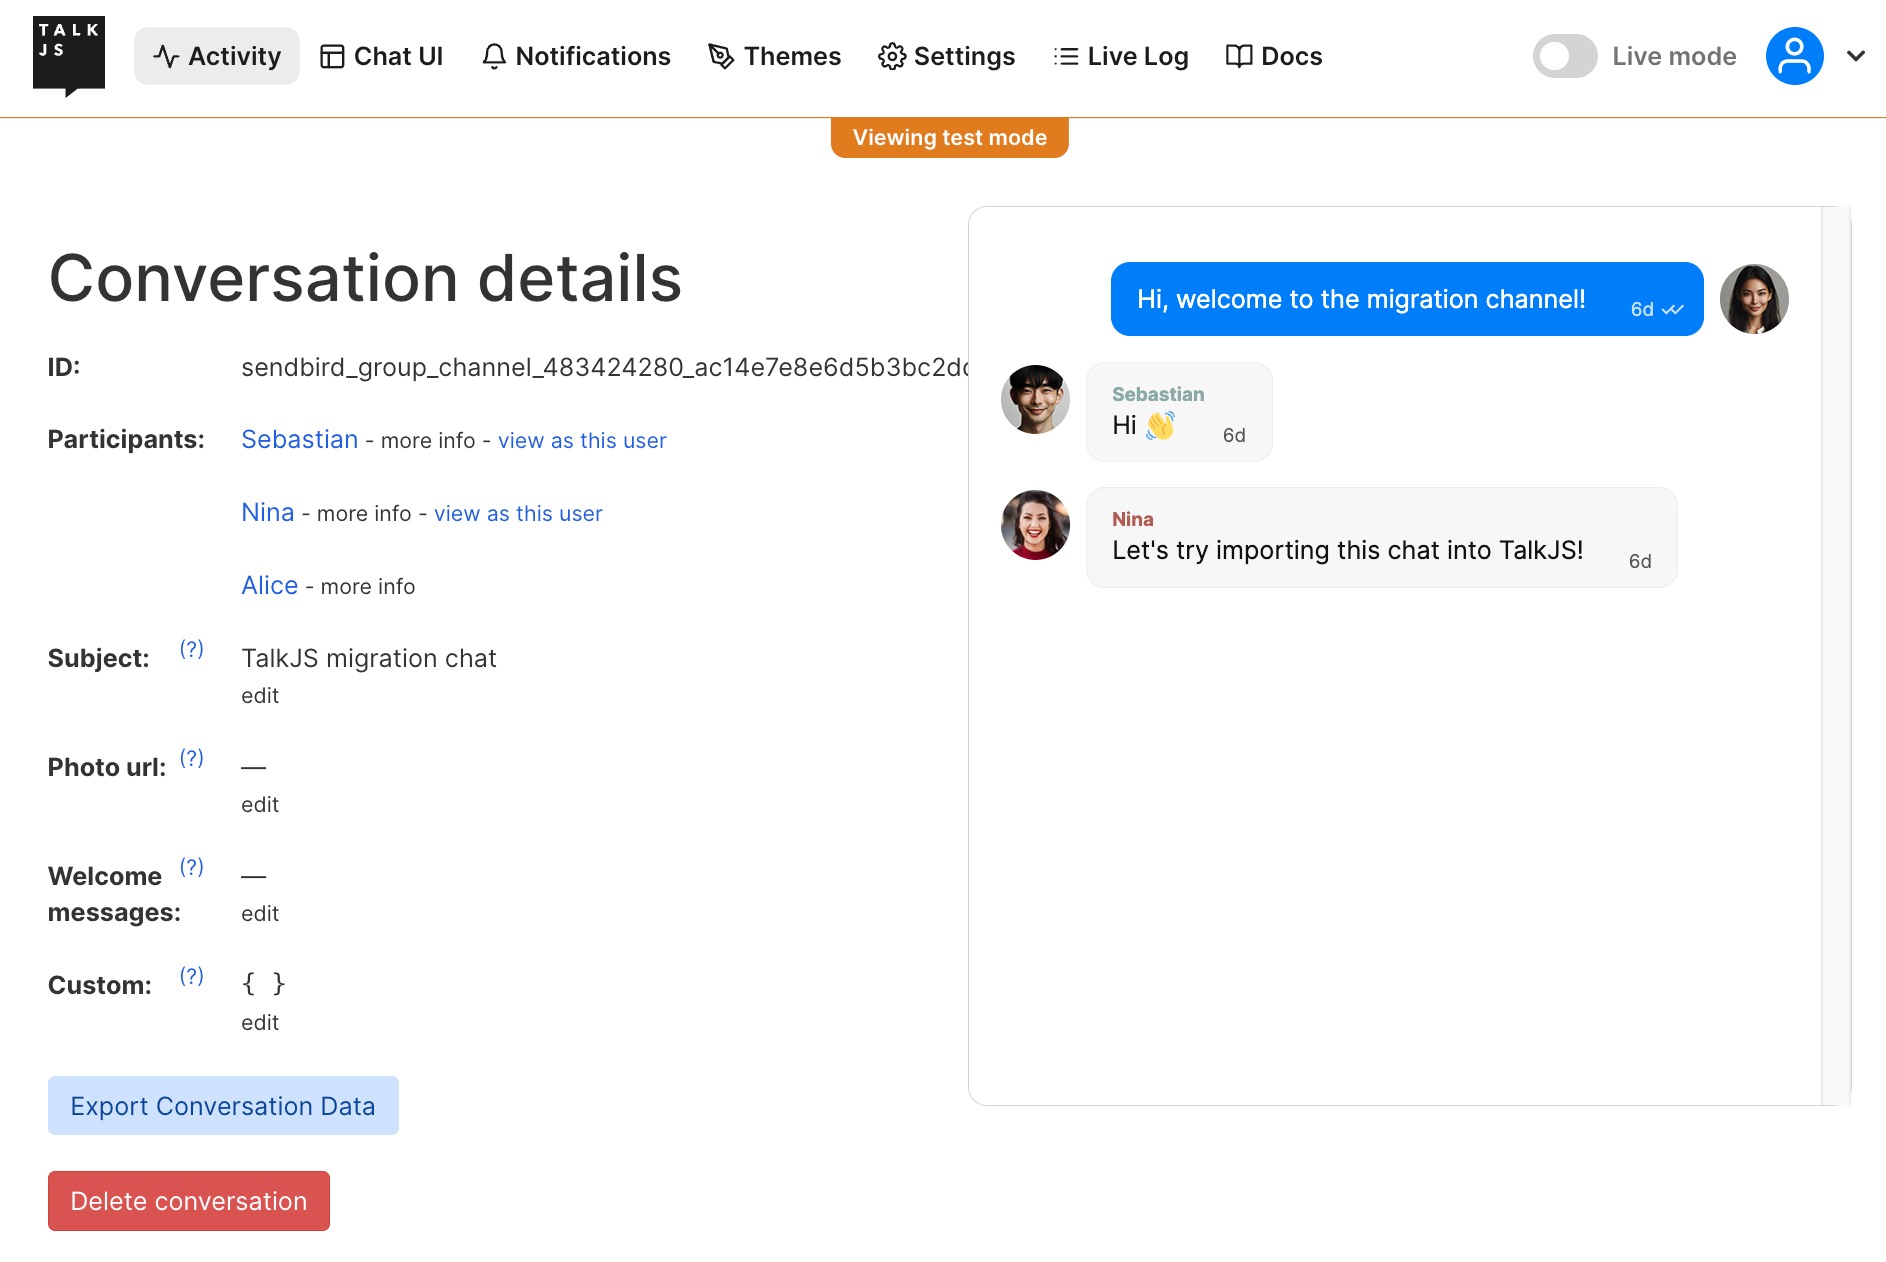 TALK
JS
Activity Chat UI Notifications Themes Settings Live Log Docs Live mode
Viewing test mode
Conversation details
ID: sendbird_group_channel_483424280_ac14e7e8e6d5b3bc2dc
Participants: Sebastian - more info - view as this user
Nina - more info - view as this user
Alice - more info
Subject: (?) TalkJS migration chat
edit
Photo url: (?) —
edit
Welcome messages: (?) —
edit
Custom: (?) { }
edit
Export Conversation Data
Delete conversation
Hi, welcome to the migration channel! 6d
Sebastian
Hi 👋 6d
Nina
Let's try importing this chat into TalkJS! 6d